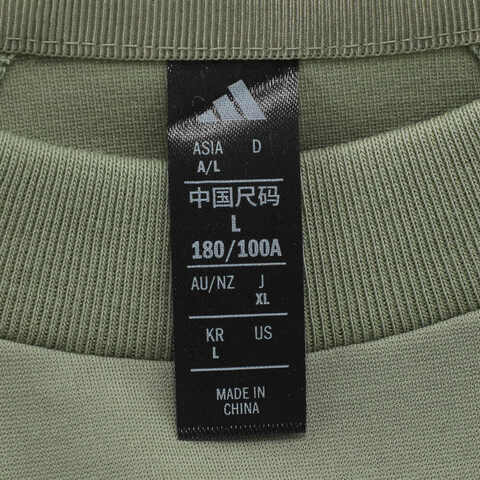 ASIA D
A/L
中国尺码
L
180/100A
AU/NZ J
XL
KR US
L
MADE IN
CHINA